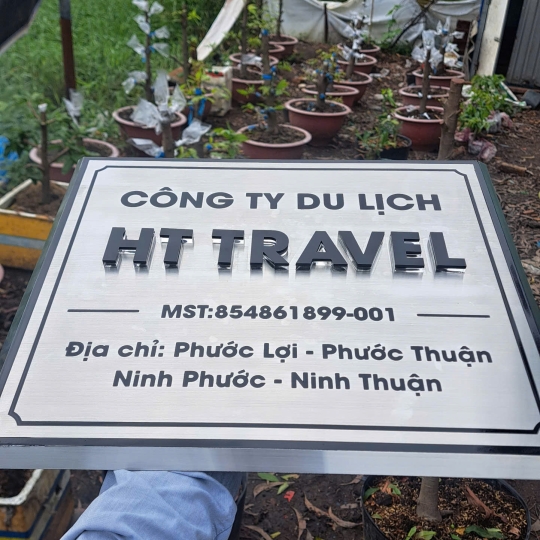 CÔNG TY DU LỊCH
HT TRAVEL
MST:854861899-001
Địa chỉ: Phước Lợi - Phước Thuận
Ninh Phước - Ninh Thuận